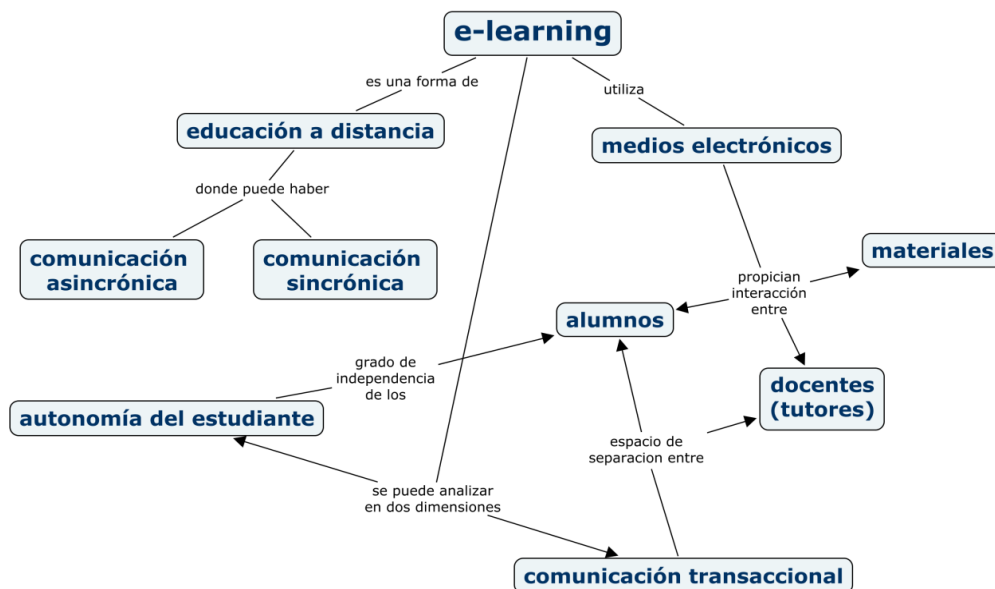 e-learning
es una forma de
utiliza
educación a distancia
medios electrónicos
donde puede haber
comunicación
asincrónica
comunicación
sincrónica
materiales
propician
interacción
entre
alumnos
grado de
independencia
de los
docentes
(tutores)
autonomía del estudiante
espacio de
separacion entre
se puede analizar
en dos dimensiones
comunicación transaccional